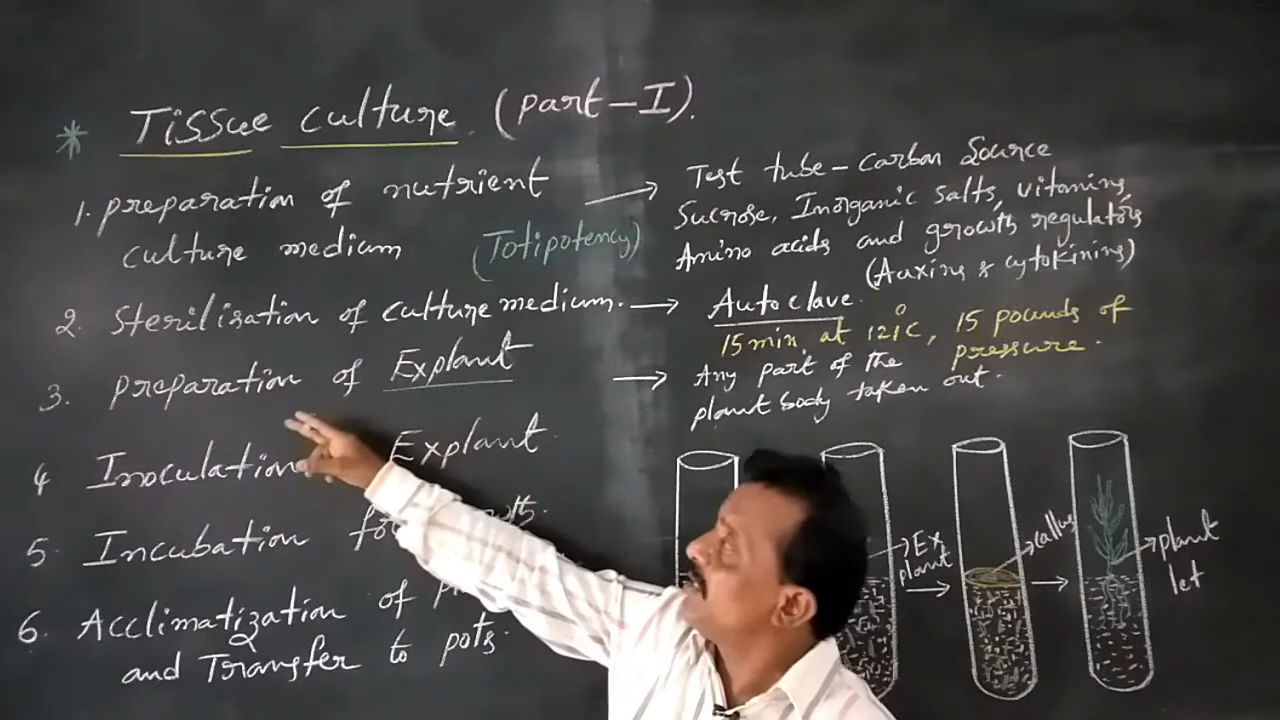 * Tissue culture (part-I).
1. preparation of nutrient
culture medium (Totipotency)
→ Test tube - Carbon Source
Sucrose, Inorganic salts, vitamins,
Amino acids and growth regulators
(Auxins & cytokinins)
2. Sterilisation of culture medium. → Autoclave.
15 min, at 121°C, 15 pounds of
pressure.
3. preparation of Explant → Any part of the
plant body taken out.
4 Inoculation Explant.
5. Incubation
6. Acclimatization of
and Transfer to pots.
→ Ex
plant
→ callus
→ plant
let